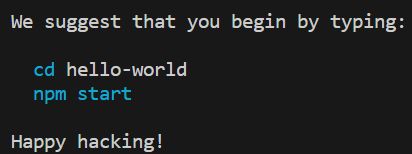 We suggest that you begin by typing:
cd hello-world
npm start
Happy hacking!